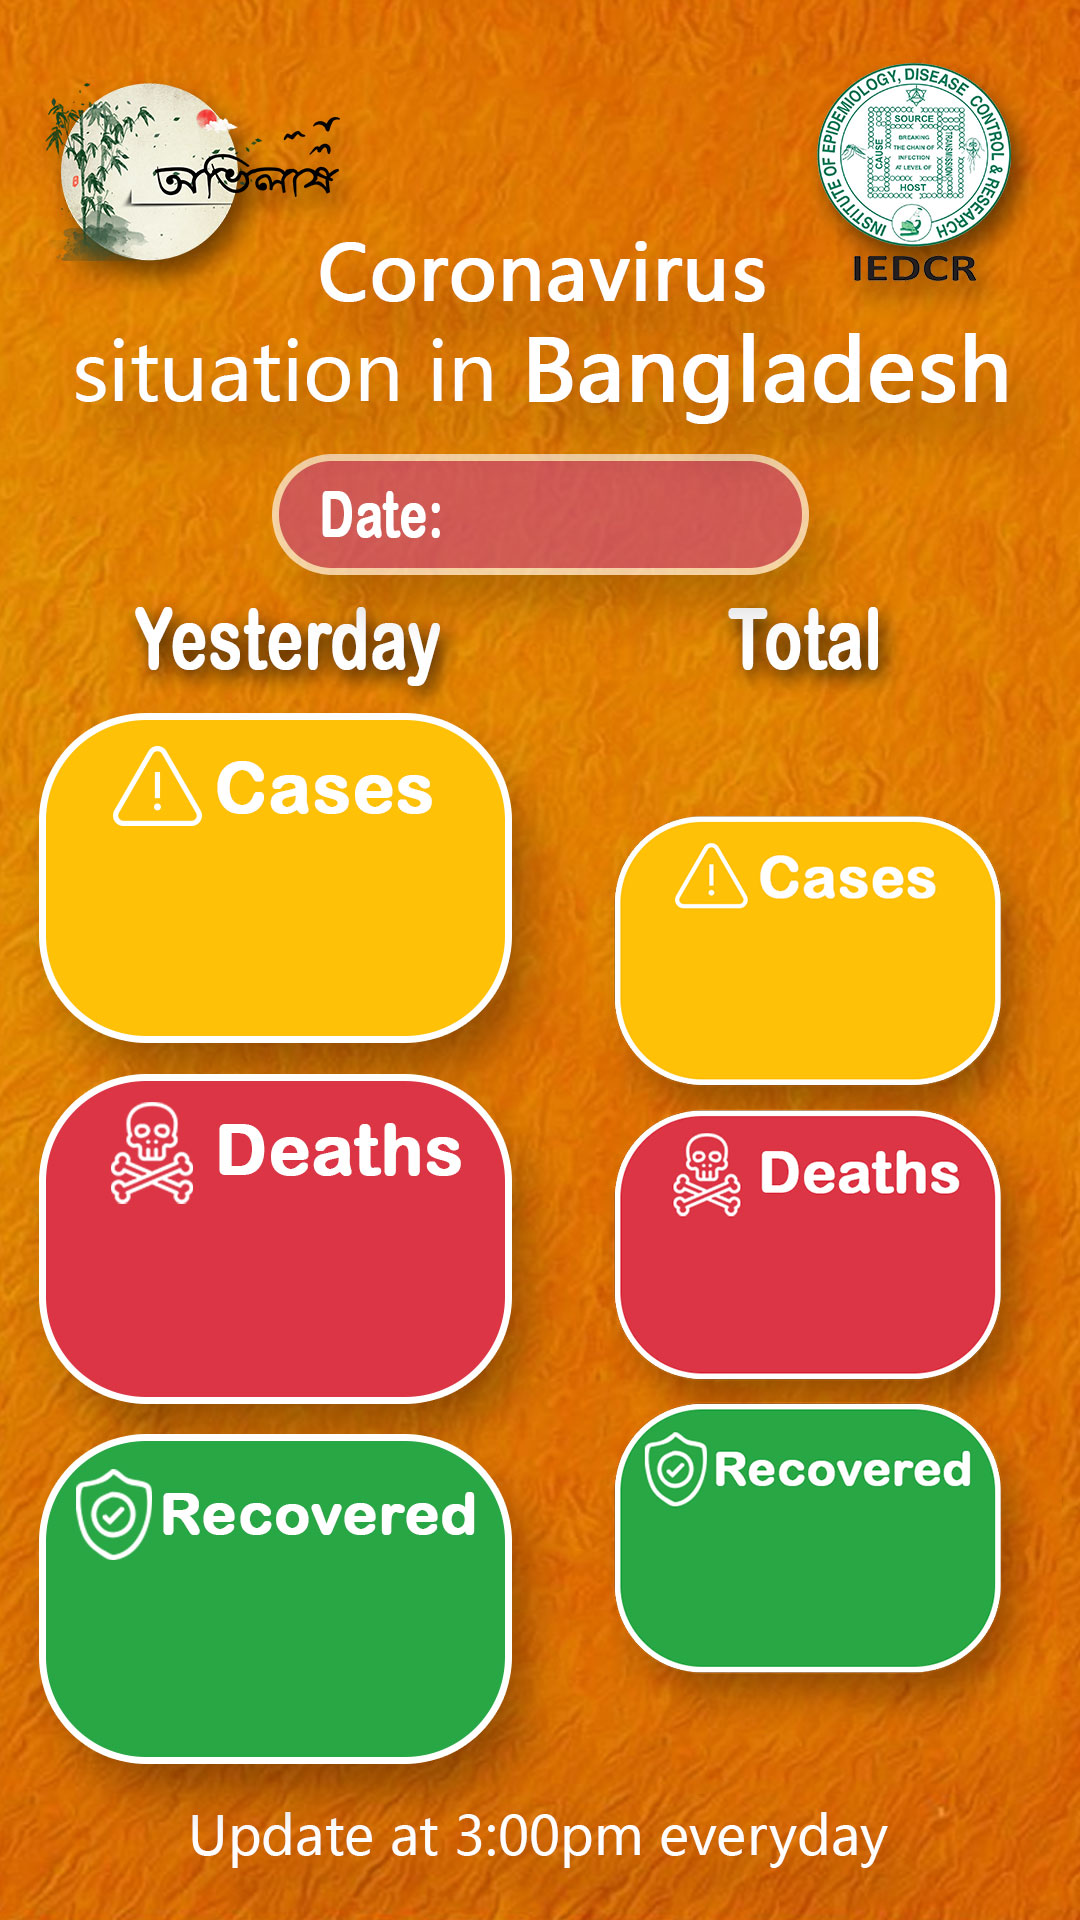 অভিলাষ
INSTITUTE OF EPIDEMIOLOGY, DISEASE CONTROL & RESEARCH
SOURCE
CAUSE
BREAKING
THE CHAIN OF
INFECTION
AT LEVEL OF
TRANSMISSION
HOST
IEDCR
Coronavirus
situation in Bangladesh
Date:
Yesterday
Total
Cases
Cases
Deaths
Deaths
Recovered
Recovered
Update at 3:00pm everyday